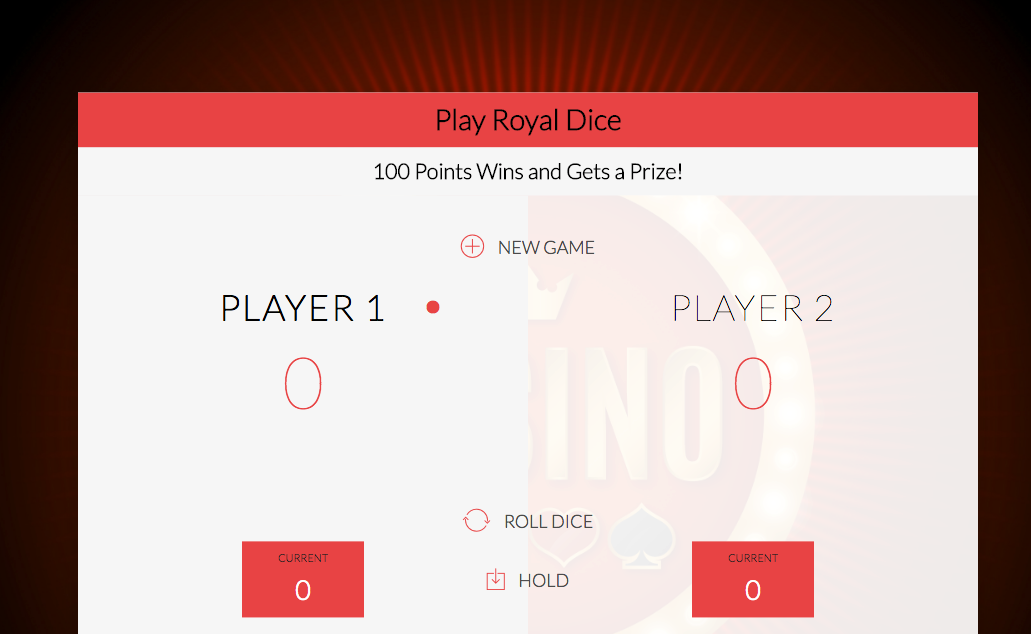 Play Royal Dice
100 Points Wins and Gets a Prize!
NEW GAME
PLAYER 1
PLAYER 2
0
0
INO
ROLL DICE
CURRENT
0
HOLD
CURRENT
0